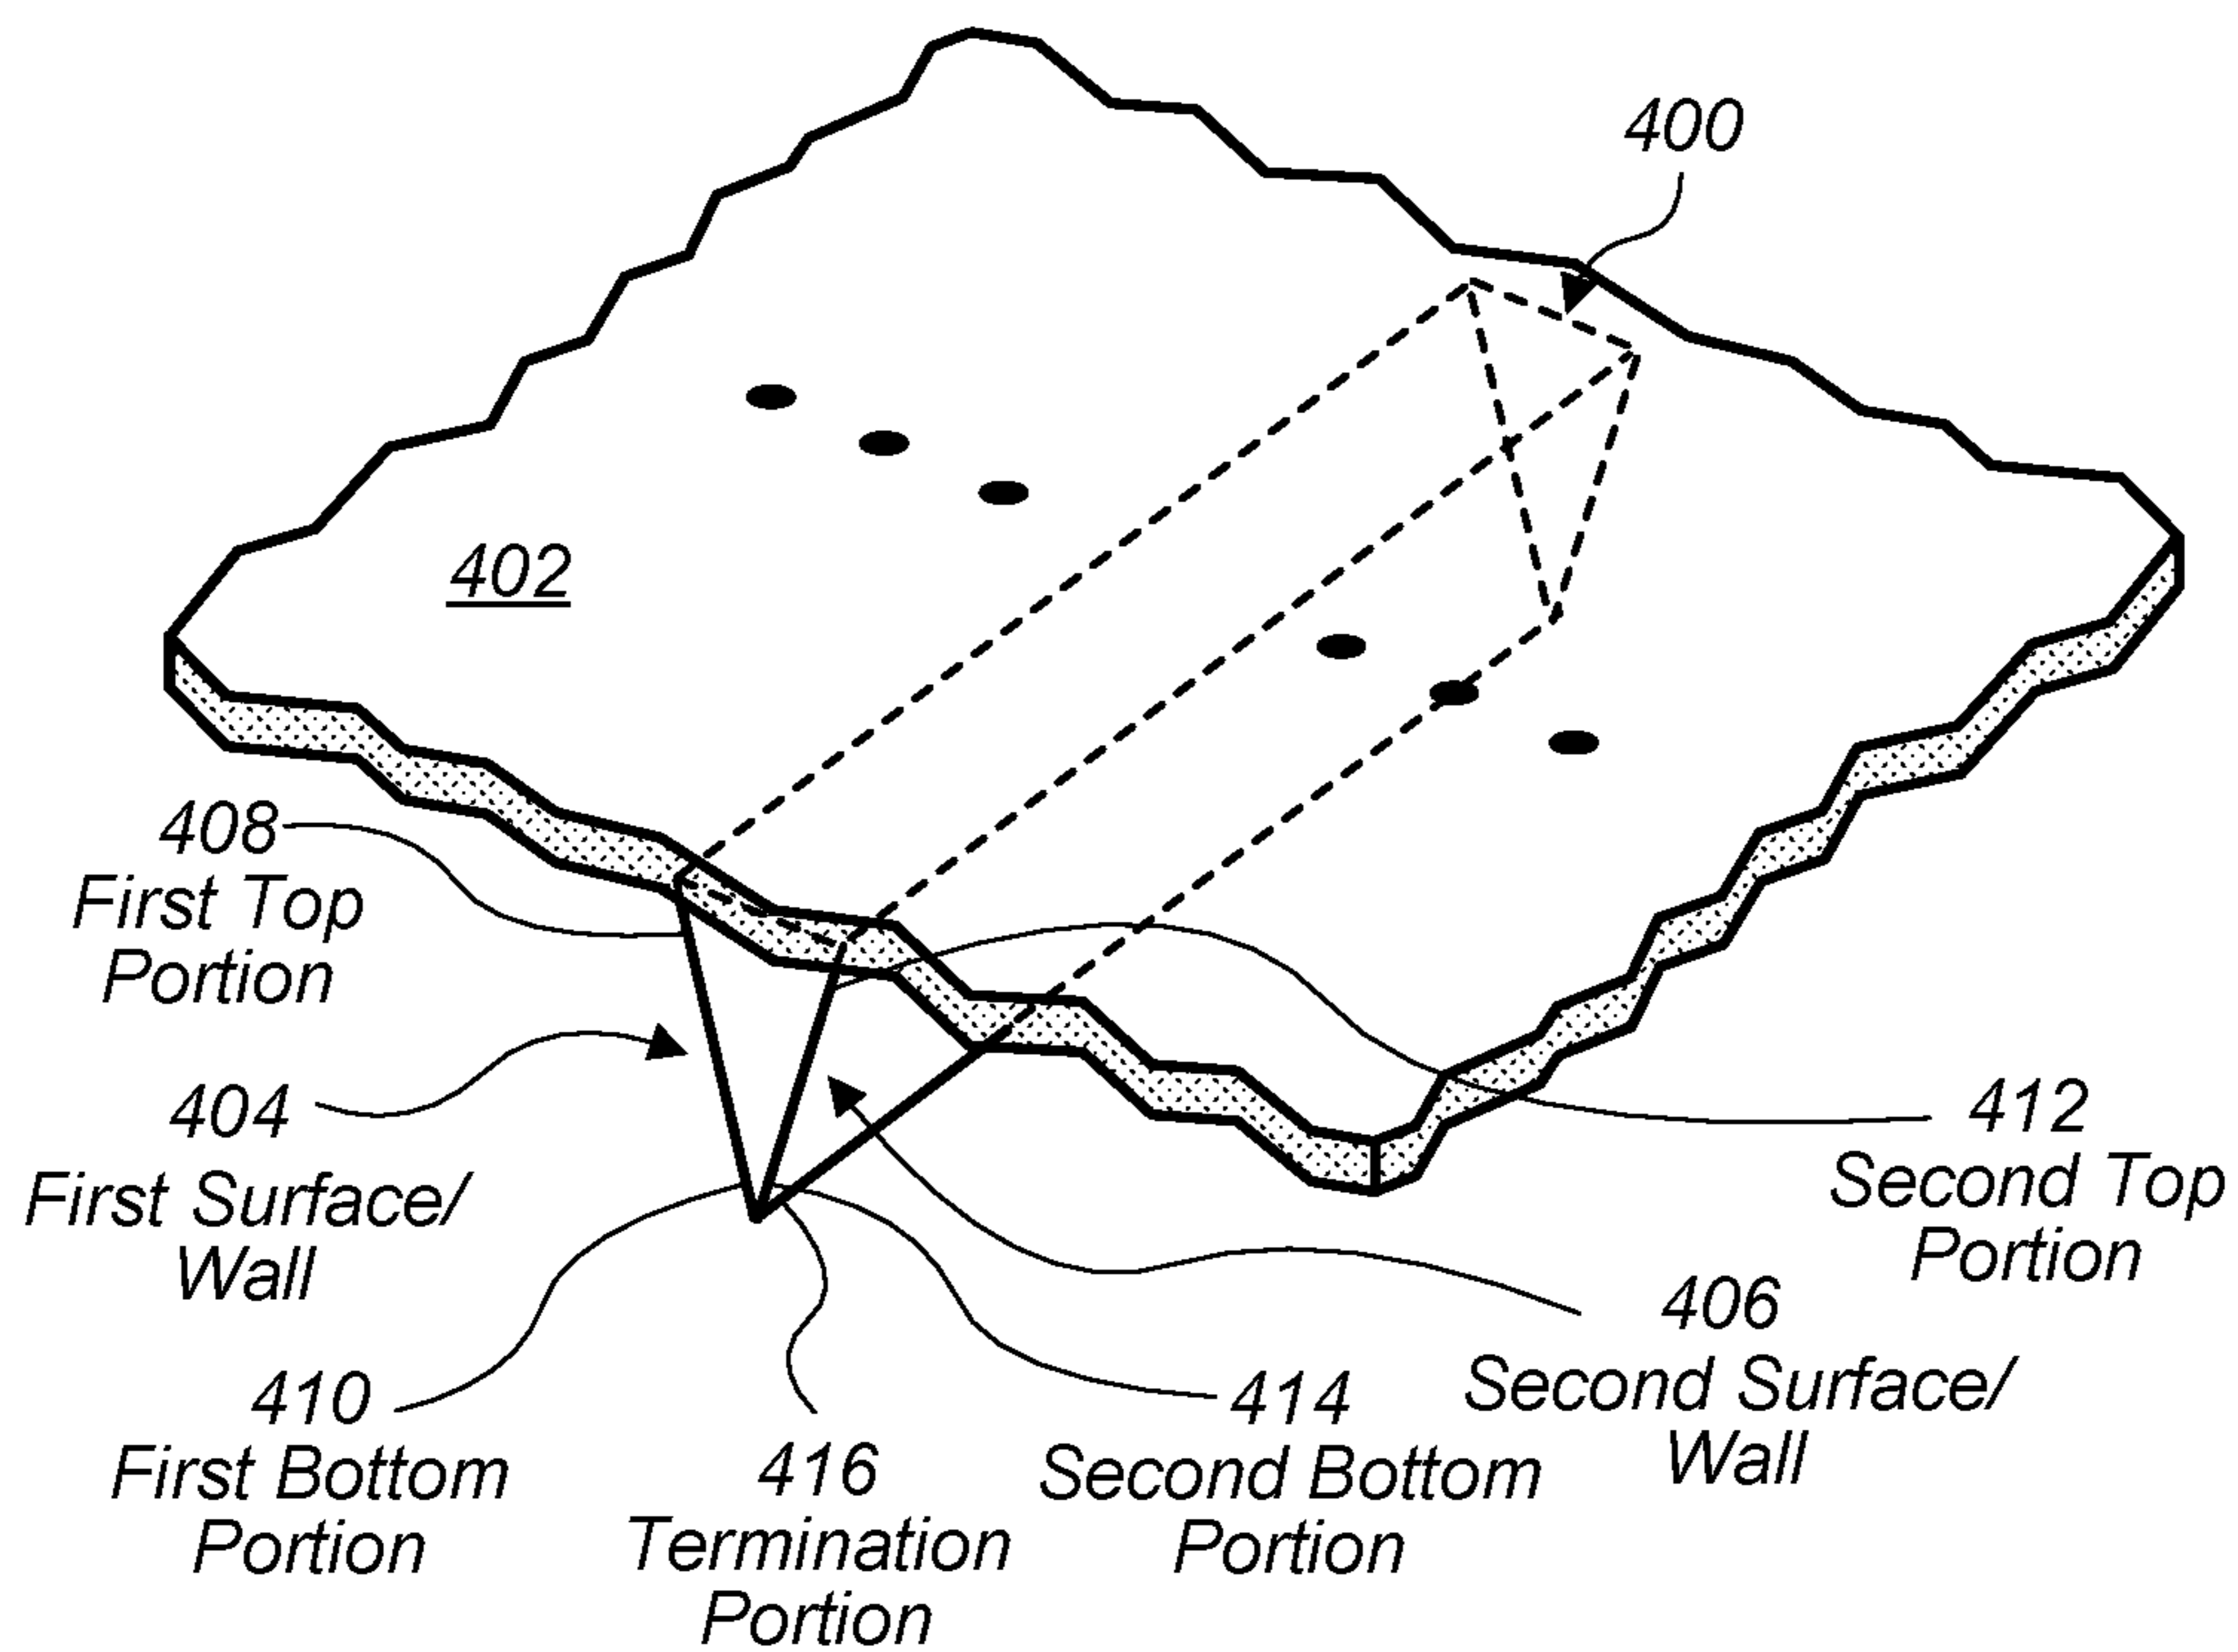 400
402
408
First Top
Portion
404
First Surface/
Wall
412
Second Top
Portion
406
Second Surface/
Wall
410
First Bottom
Portion
416
Termination
Portion
414
Second Bottom
Portion